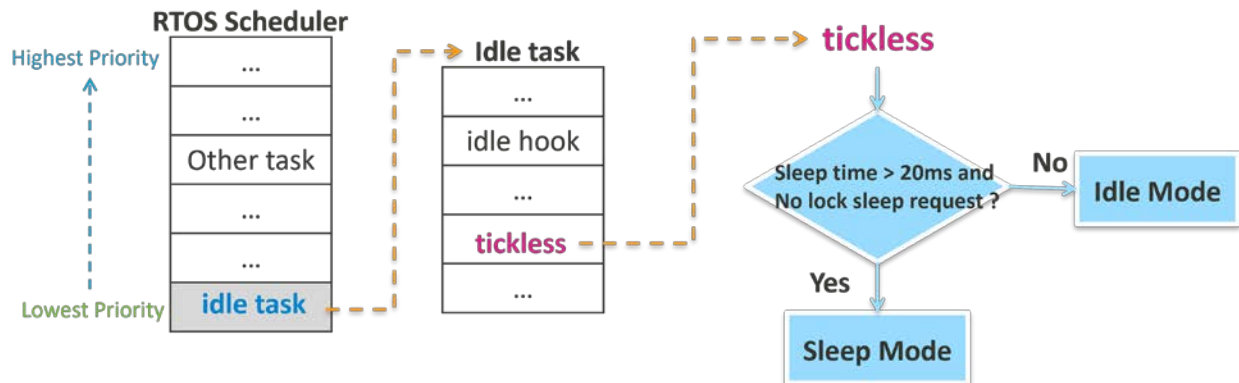 RTOS Scheduler
Highest Priority
...
...
Other task
...
...
Lowest Priority
idle task
Idle task
...
idle hook
...
tickless
...
tickless
Sleep time > 20ms and
No lock sleep request ?
No
Idle Mode
Yes
Sleep Mode